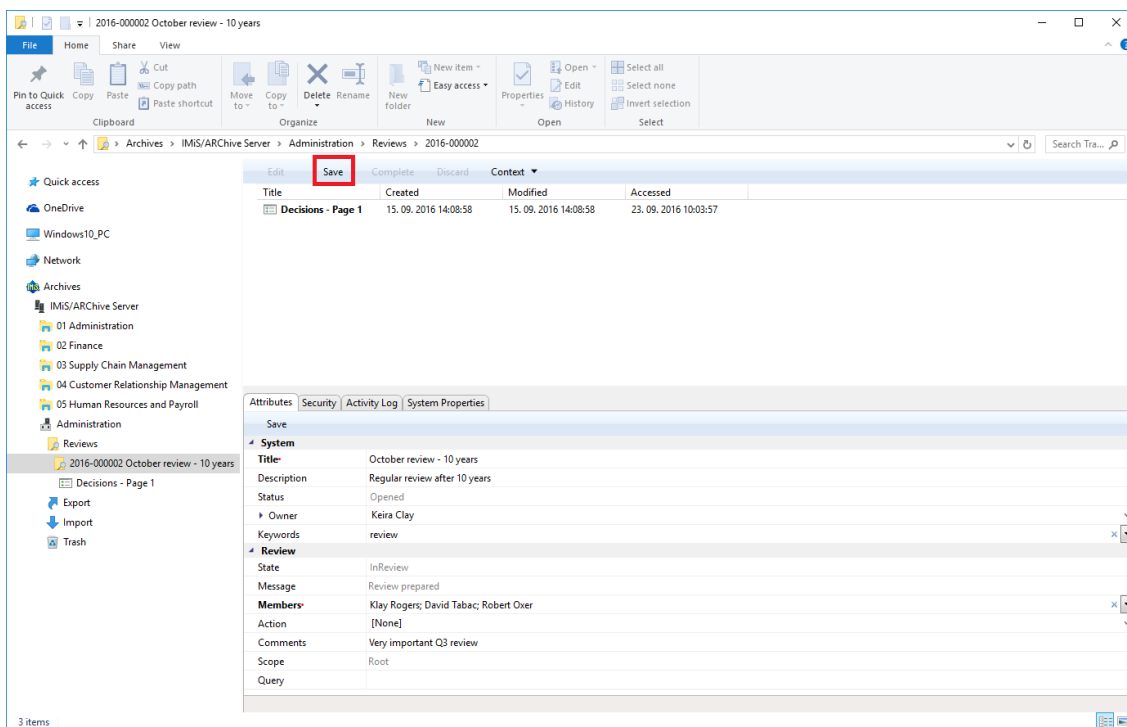 2016-000002 October review - 10 years
File Home Share View
Pin to Quick access Copy Paste Cut Copy path Paste shortcut Move to Copy to Delete Rename New folder New item Easy access Properties Open Edit History Select all Select none Invert selection
Clipboard Organize New Open Select
Archives IMiS/ARChive Server Administration Reviews 2016-000002 Search Tra...
Quick access
OneDrive
Windows10_PC
Network
Archives
IMiS/ARChive Server
01 Administration
02 Finance
03 Supply Chain Management
04 Customer Relationship Management
05 Human Resources and Payroll
Administration
Reviews
2016-000002 October review - 10 years
Decisions - Page 1
Export
Import
Trash
Edit Save Complete Discard Context
Title Created Modified Accessed
Decisions - Page 1 15. 09. 2016 14:08:58 15. 09. 2016 14:08:58 23. 09. 2016 10:03:57
Attributes Security Activity Log System Properties
Save
System
Title* October review - 10 years
Description Regular review after 10 years
Status Opened
Owner Keira Clay
Keywords review
Review
State InReview
Message Review prepared
Members* Klay Rogers; David Tabac; Robert Oxer
Action [None]
Comments Very important Q3 review
Scope Root
Query
3 items